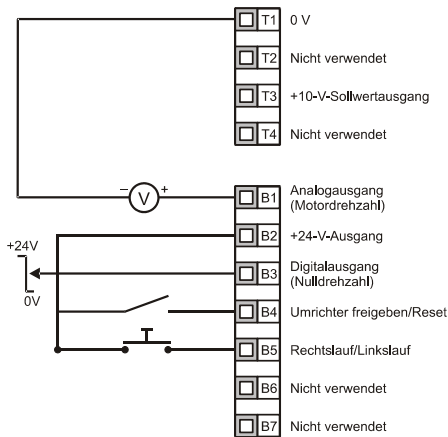 T1 0 V
T2 Nicht verwendet
T3 +10-V-Sollwertausgang
T4 Nicht verwendet
– V +
B1 Analogausgang
(Motordrehzahl)
B2 +24-V-Ausgang
+24V
0V
B3 Digitalausgang
(Nulldrehzahl)
B4 Umrichter freigeben/Reset
B5 Rechtslauf/Linkslauf
B6 Nicht verwendet
B7 Nicht verwendet